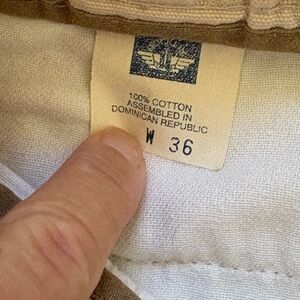 100% COTTON
ASSEMBLED IN
DOMINICAN REPUBLIC
W 36